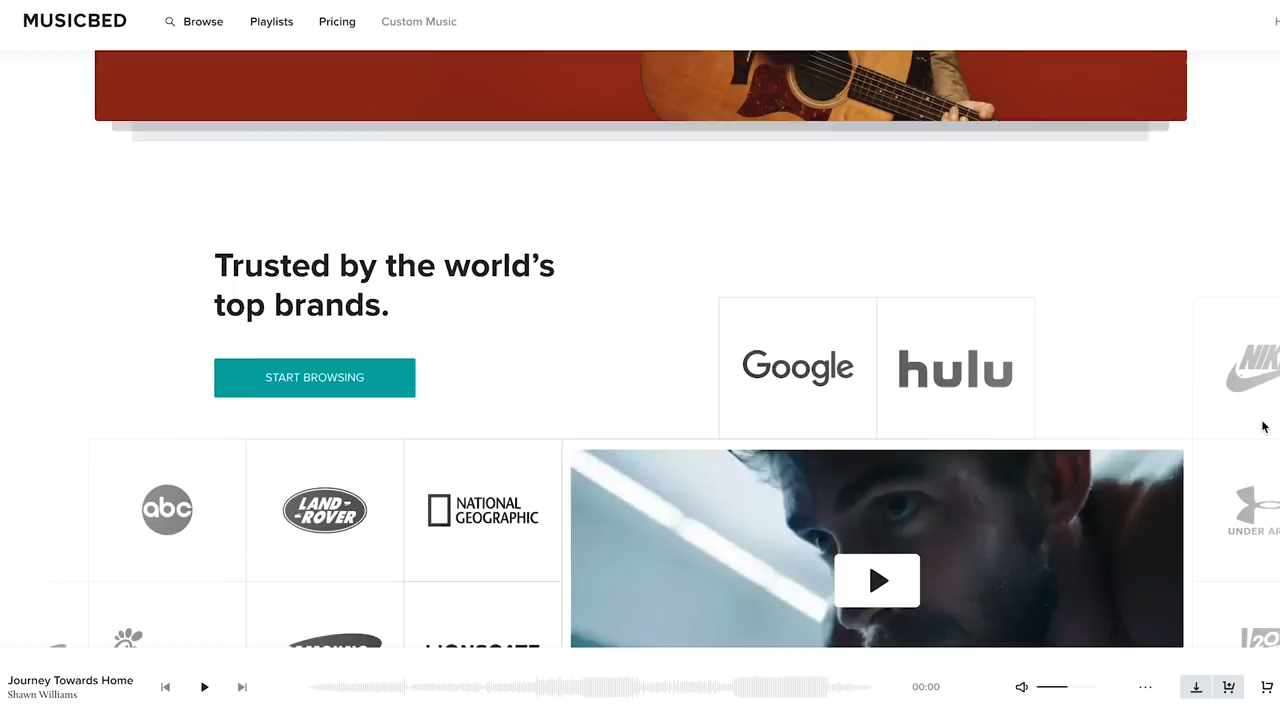 MUSICBED
Browse
Playlists
Pricing
Custom Music
Trusted by the world’s
top brands.
START BROWSING
Google
hulu
abc
LAND-
-ROVER
NATIONAL
GEOGRAPHIC
UNDER
Journey Towards Home
Shawn Williams
00:00